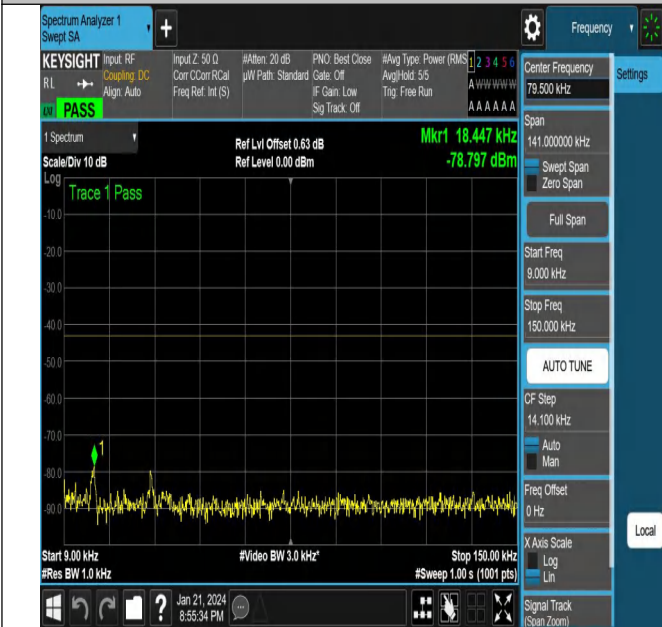 Spectrum Analyzer 1
Swept SA
+
Frequency
KEYSIGHT
RL
PASS
Input: RF
Coupling: DC
Align: Auto
Input Z: 50 Ω
Corr CCorr RCal
Freq Ref: Int (S)
#Atten: 20 dB
µW Path: Standard
PNO: Best Close
Gate: Off
IF Gain: Low
Sig Track: Off
#Avg Type: Power (RMS
Avg|Hold: 5/5
Trig: Free Run
1 2 3 4 5 6
A W W W W W
A A A A A A
1 Spectrum
Scale/Div 10 dB
Log
Ref Lvl Offset 0.63 dB
Ref Level 0.00 dBm
Mkr1 18.447 kHz
-78.797 dBm
Trace 1 Pass
-10.0
-20.0
-30.0
-40.0
-50.0
-60.0
-70.0
-80.0
-90.0
1
Start 9.00 kHz
#Res BW 1.0 kHz
#Video BW 3.0 kHz*
Stop 150.00 kHz
#Sweep 1.00 s (1001 pts)
Center Frequency
79.500 kHz
Settings
Span
141.000000 kHz
Swept Span
Zero Span
Full Span
Start Freq
9.000 kHz
Stop Freq
150.000 kHz
AUTO TUNE
CF Step
14.100 kHz
Auto
Man
Freq Offset
0 Hz
Local
X Axis Scale
Log
Lin
Signal Track
(Span Zoom)
?
Jan 21, 2024
8:55:34 PM